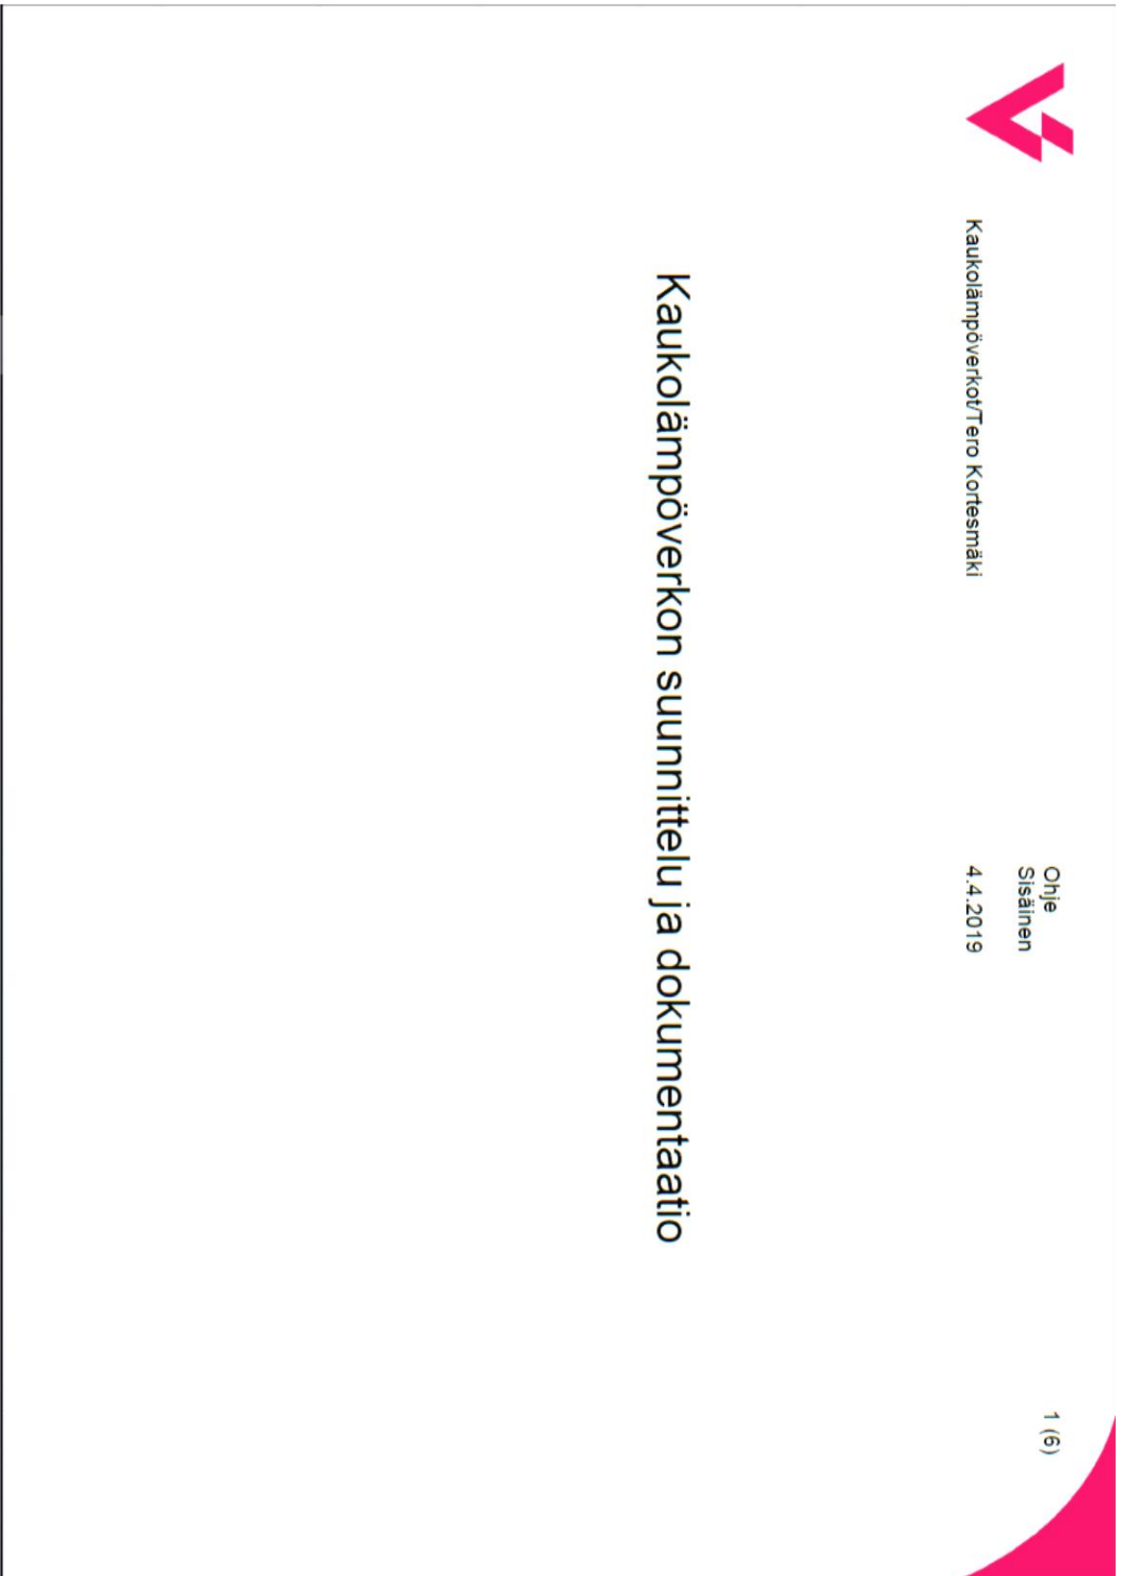 Ohje
1 (6)
Sisäinen
Kaukolämpöverkot/Tero Kortesmäki
4.4.2019
Kaukolämpöverkon suunnittelu ja dokumentaatio